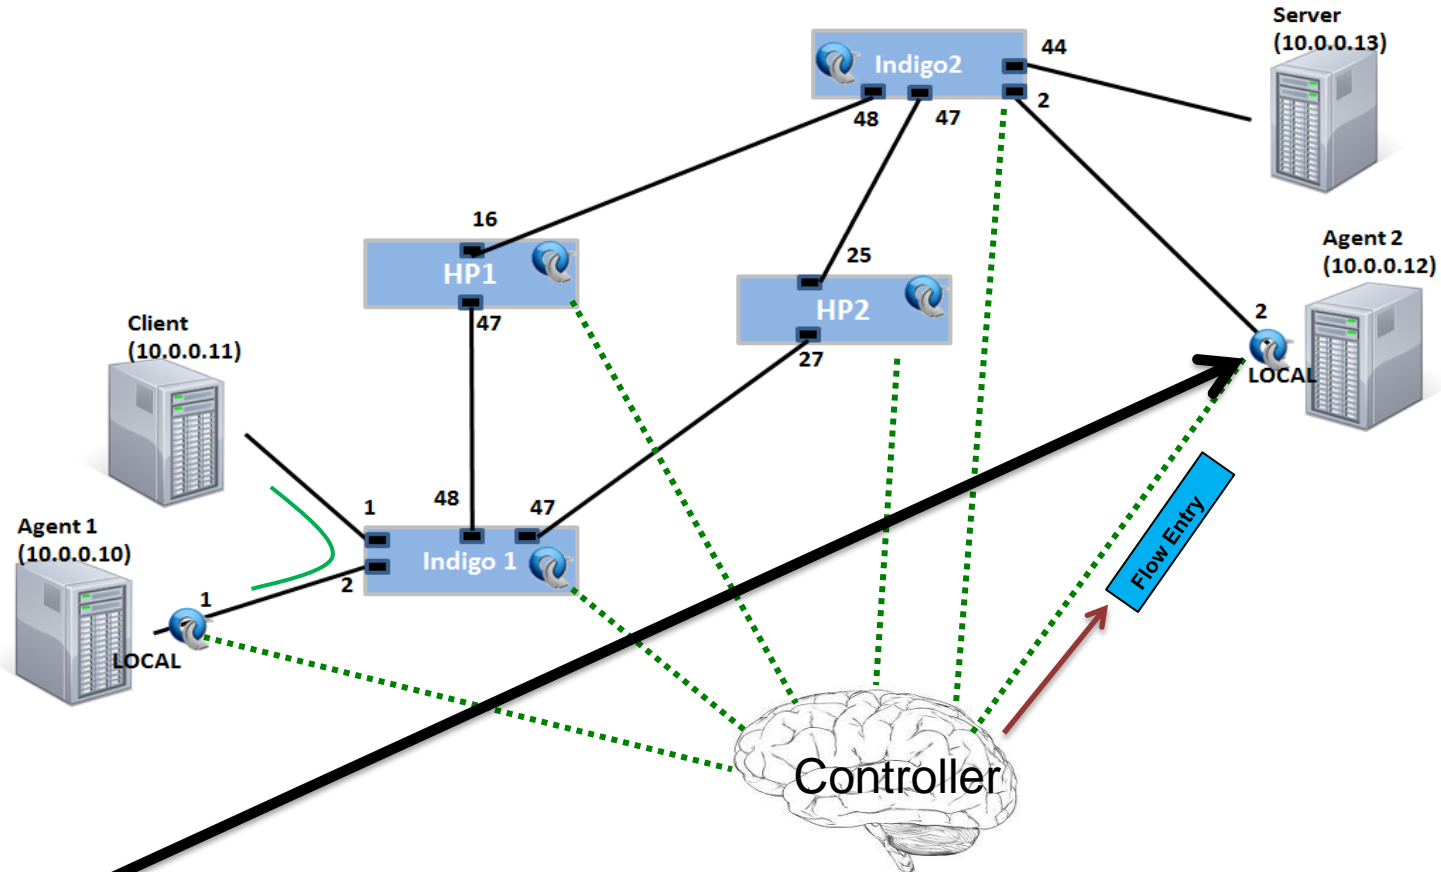 Server
(10.0.0.13)
44
Indigo2
2
48
47
16
Agent 2
(10.0.0.12)
25
HP1
HP2
2
Client
(10.0.0.11)
47
27
LOCAL
48
47
1
Agent 1
(10.0.0.10)
Indigo 1
2
Flow Entry
1
LOCAL
Controller